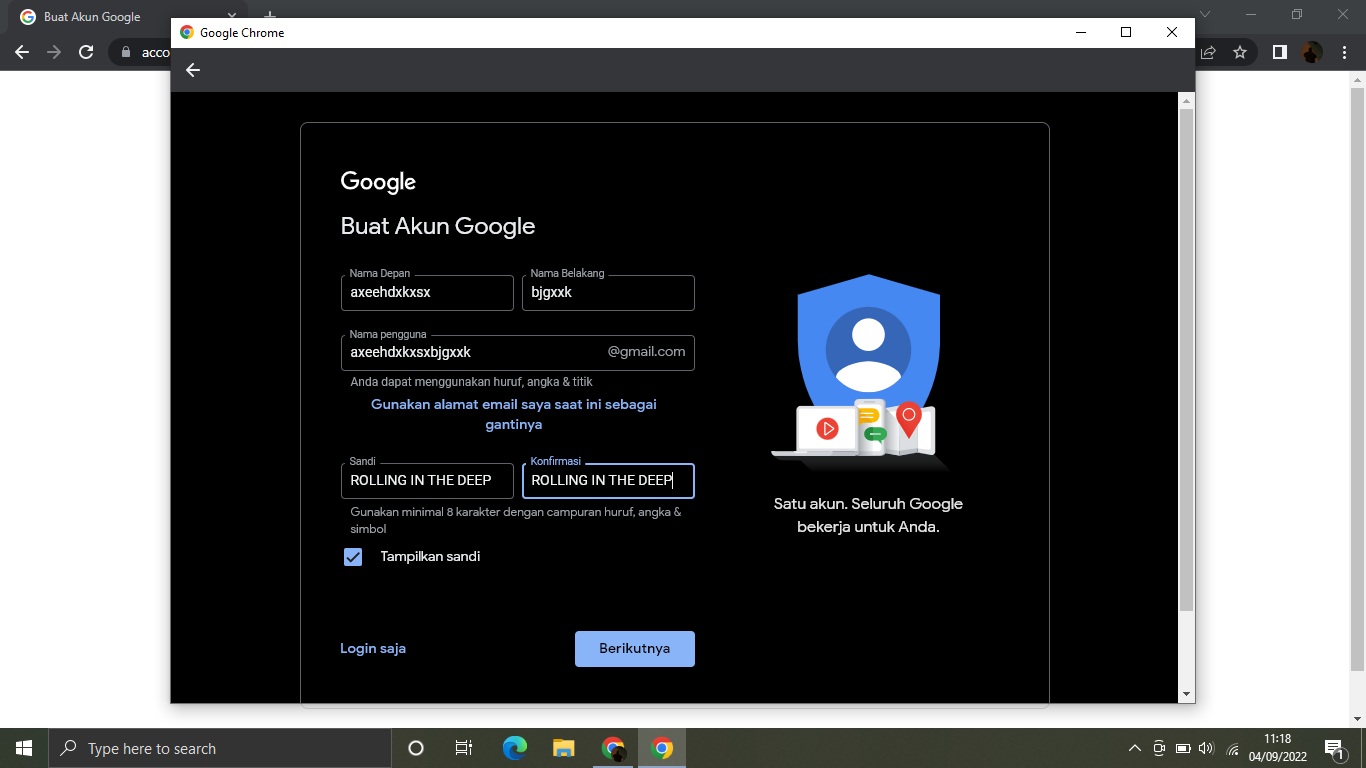 Buat Akun Google
Google Chrome
acco
Google
Buat Akun Google
Nama Depan
axeehdxkxsx
Nama Belakang
bjgxxk
Nama pengguna
axeehdxkxsxbjgxxk
@gmail.com
Anda dapat menggunakan huruf, angka & titik
Gunakan alamat email saya saat ini sebagai
gantinya
Sandi
ROLLING IN THE DEEP
Konfirmasi
ROLLING IN THE DEEP
Gunakan minimal 8 karakter dengan campuran huruf, angka &
simbol
Tampilkan sandi
Satu akun. Seluruh Google
bekerja untuk Anda.
Login saja
Berikutnya
Type here to search
11:18
04/09/2022
1